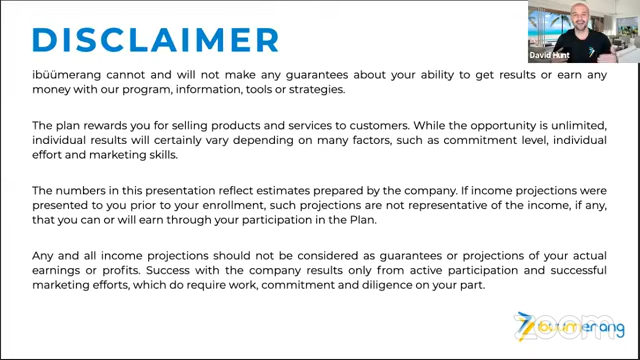 DISCLAIMER
David Hunt
ibüümerang cannot and will not make any guarantees about your ability to get results or earn any
money with our program, information, tools or strategies.
The plan rewards you for selling products and services to customers. While the opportunity is unlimited,
individual results will certainly vary depending on many factors, such as commitment level, individual
effort and marketing skills.
The numbers in this presentation reflect estimates prepared by the company. If income projections were
presented to you prior to your enrollment, such projections are not representative of the income, if any,
that you can or will earn through your participation in the Plan.
Any and all income projections should not be considered as guarantees or projections of your actual
earnings or profits. Success with the company results only from active participation and successful
marketing efforts, which do require work, commitment and diligence on your part.
ibüümerang
zoom